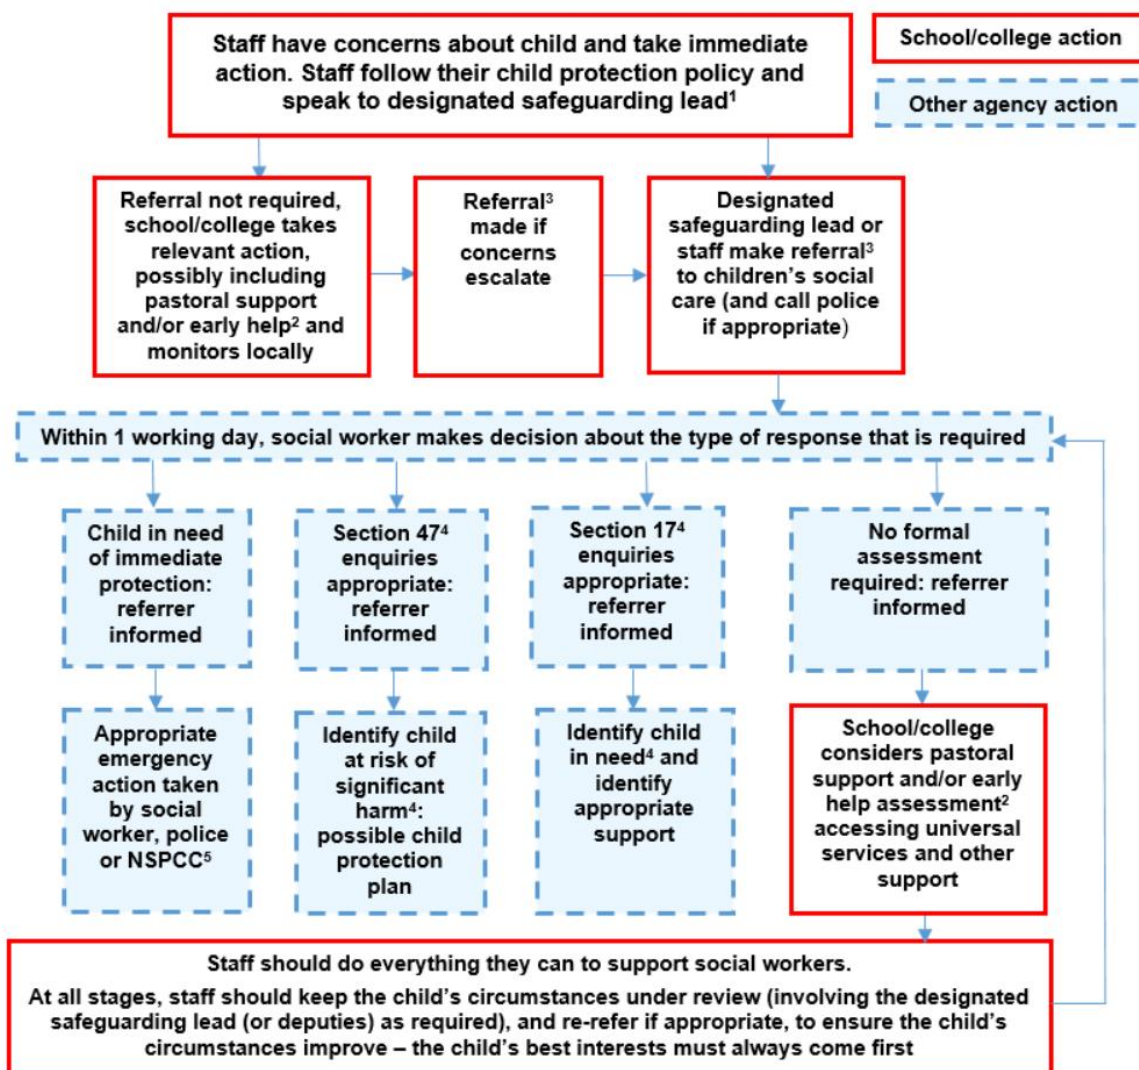 Staff have concerns about child and take immediate
action. Staff follow their child protection policy and
speak to designated safeguarding lead¹
School/college action
Other agency action
Referral not required,
school/college takes
relevant action,
possibly including
pastoral support
and/or early help² and
monitors locally
Referral³
made if
concerns
escalate
Designated
safeguarding lead or
staff make referral³
to children's social
care (and call police
if appropriate)
Within 1 working day, social worker makes decision about the type of response that is required
Child in need
of immediate
protection:
referrer
informed
Section 47⁴
enquiries
appropriate:
referrer
informed
Section 17⁴
enquiries
appropriate:
referrer
informed
No formal
assessment
required: referrer
informed
Appropriate
emergency
action taken
by social
worker, police
or NSPCC⁵
Identify child
at risk of
significant
harm⁴:
possible child
protection
plan
Identify child
in need⁴ and
identify
appropriate
support
School/college
considers pastoral
support and/or early
help assessment²
accessing universal
services and other
support
Staff should do everything they can to support social workers.
At all stages, staff should keep the child's circumstances under review (involving the designated
safeguarding lead (or deputies) as required), and re-refer if appropriate, to ensure the child's
circumstances improve – the child's best interests must always come first